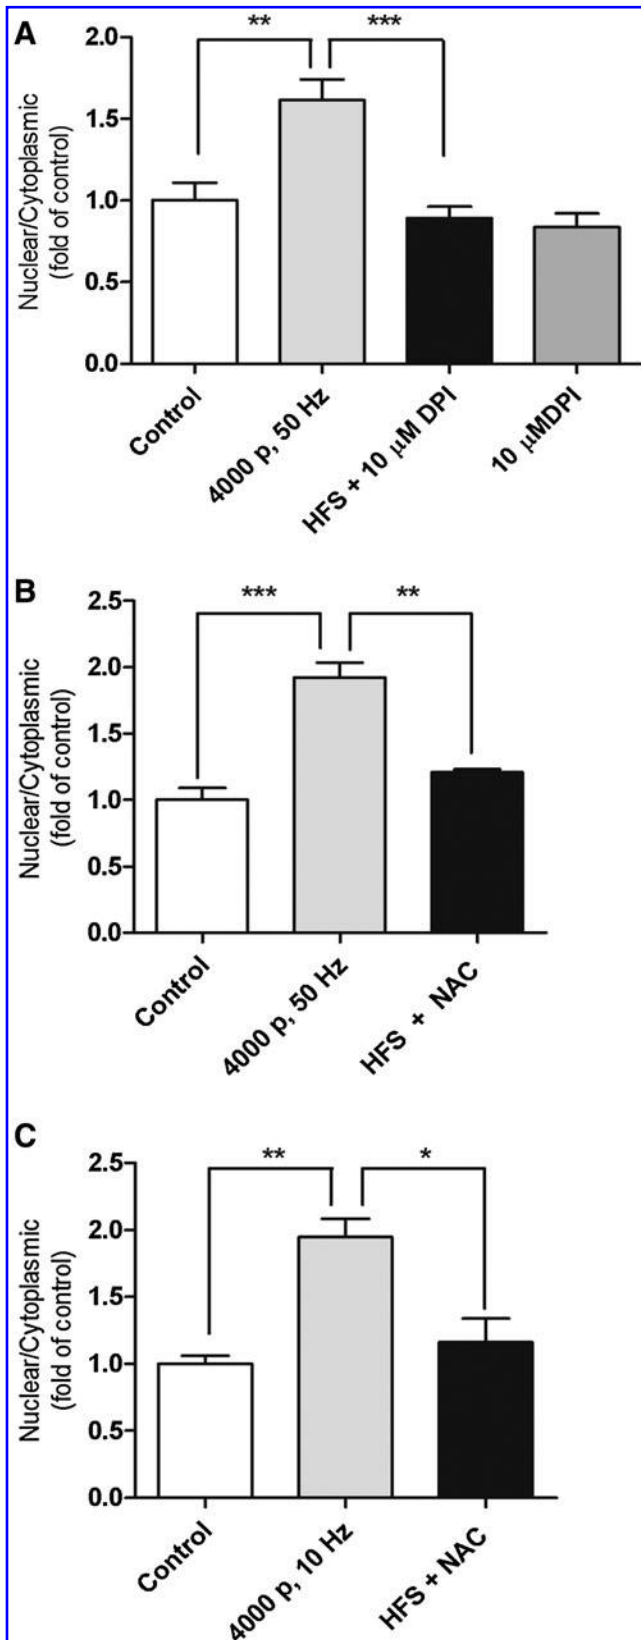 A
** ***
Nuclear/Cytoplasmic
(fold of control)
2.0
1.5
1.0
0.5
0.0
Control
4000 p, 50 Hz
HFS + 10 μM DPI
10 μMDPI
B
*** **
Nuclear/Cytoplasmic
(fold of control)
2.5
2.0
1.5
1.0
0.5
0.0
Control
4000 p, 50 Hz
HFS + NAC
C
** *
Nuclear/Cytoplasmic
(fold of control)
2.5
2.0
1.5
1.0
0.5
0.0
Control
4000 p, 10 Hz
HFS + NAC